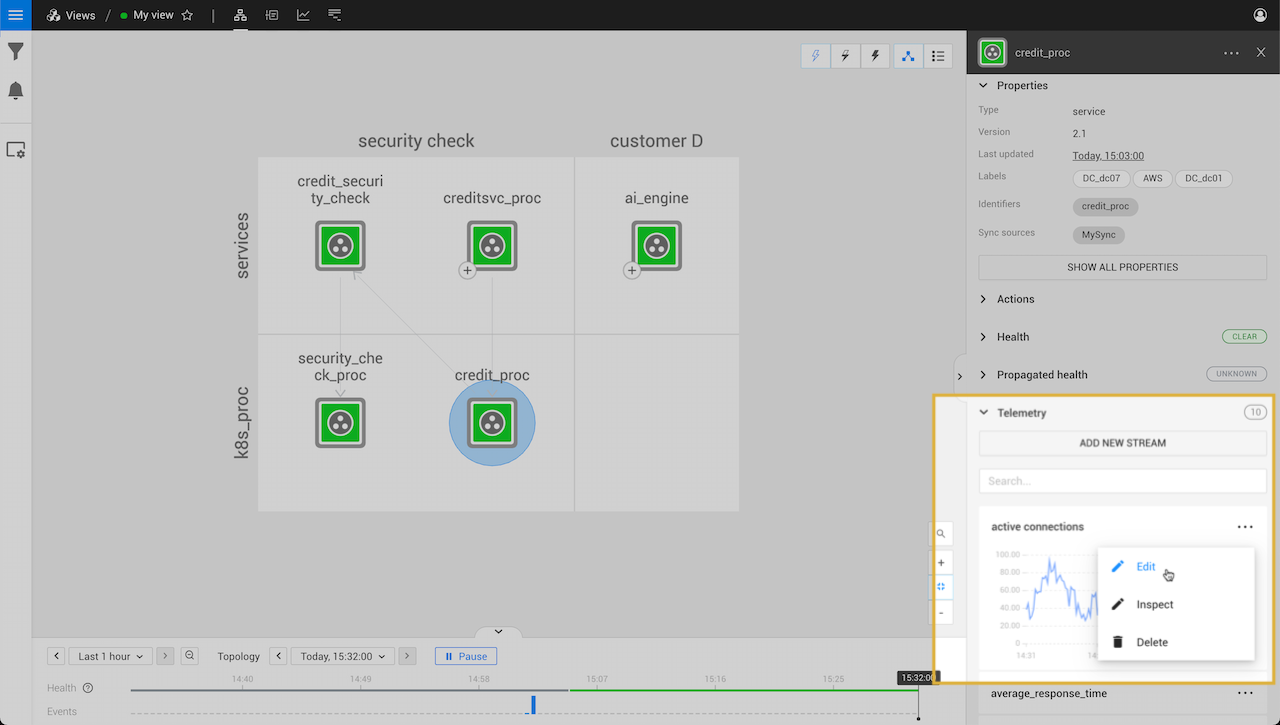 Views / My view
credit_proc
Properties
Type service
Version 2.1
Last updated Today, 15:03:00
Labels DC_dc07 AWS DC_dc01
Identifiers credit_proc
Sync sources MySync
SHOW ALL PROPERTIES
Actions
Health CLEAR
Propagated health UNKNOWN
Telemetry 10
ADD NEW STREAM
Search...
active connections
100.00
80.00
60.00
40.00
20.00
0
14:31
Edit
Inspect
Delete
average_response_time
security check customer D
services
credit_securi
ty_check
creditsvc_proc
ai_engine
k8s_proc
security_che
ck_proc
credit_proc
Last 1 hour Topology Today, 15:32:00 Pause
14:40 14:49 14:58 15:07 15:16 15:25 15:32:00
Health
Events